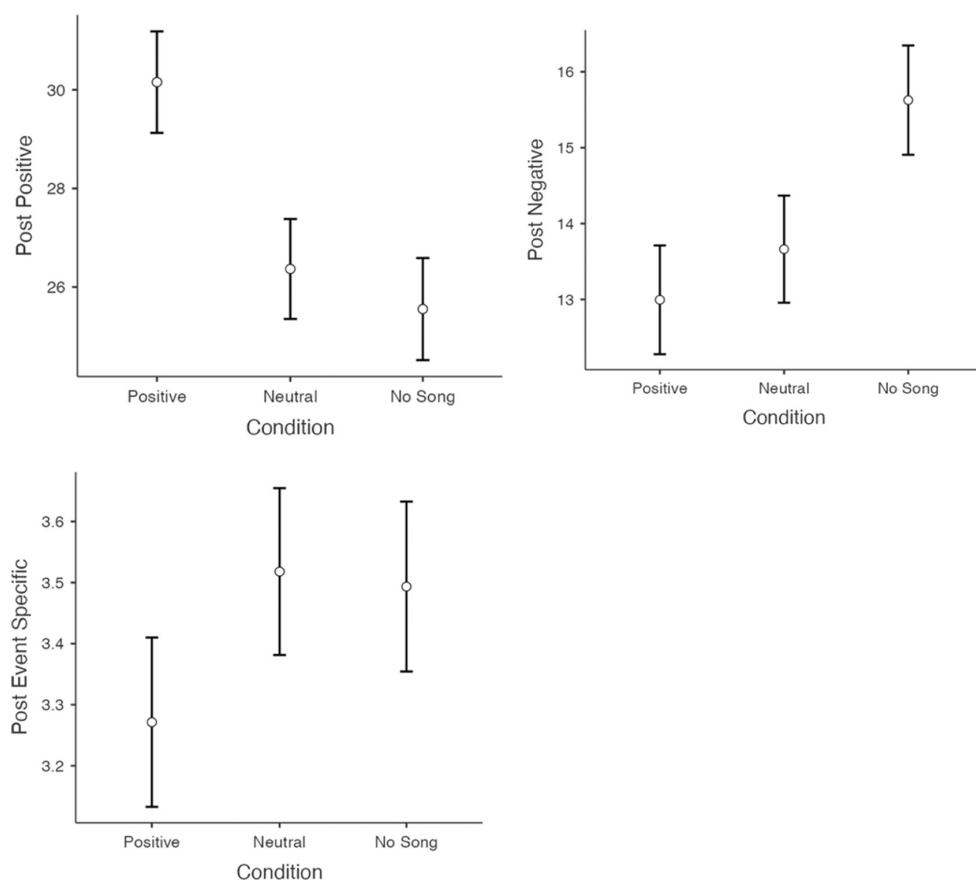 Post Positive
30
28
26
Positive Neutral No Song
Condition
Post Negative
16
15
14
13
Positive Neutral No Song
Condition
Post Event Specific
3.6
3.5
3.4
3.3
3.2
Positive Neutral No Song
Condition